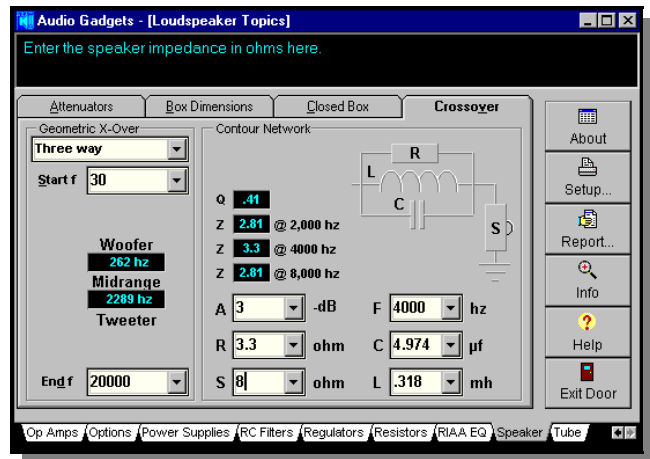 Audio Gadgets - [Loudspeaker Topics]
Enter the speaker impedance in ohms here.
Attenuators Box Dimensions Closed Box Crossover
Geometric X-Over
Three way
Start f 30
Woofer
262 hz
Midrange
2289 hz
Tweeter
End f 20000
Contour Network
R
L
C
S
Q .41
Z 2.81 @ 2,000 hz
Z 3.3 @ 4000 hz
Z 2.81 @ 8,000 hz
A 3 -dB F 4000 hz
R 3.3 ohm C 4.974 µf
S 8 ohm L .318 mh
About
Setup...
Report...
Info
? 
Help
Exit Door
Op Amps Options Power Supplies RC Filters Regulators Resistors RIAA EQ Speaker Tube